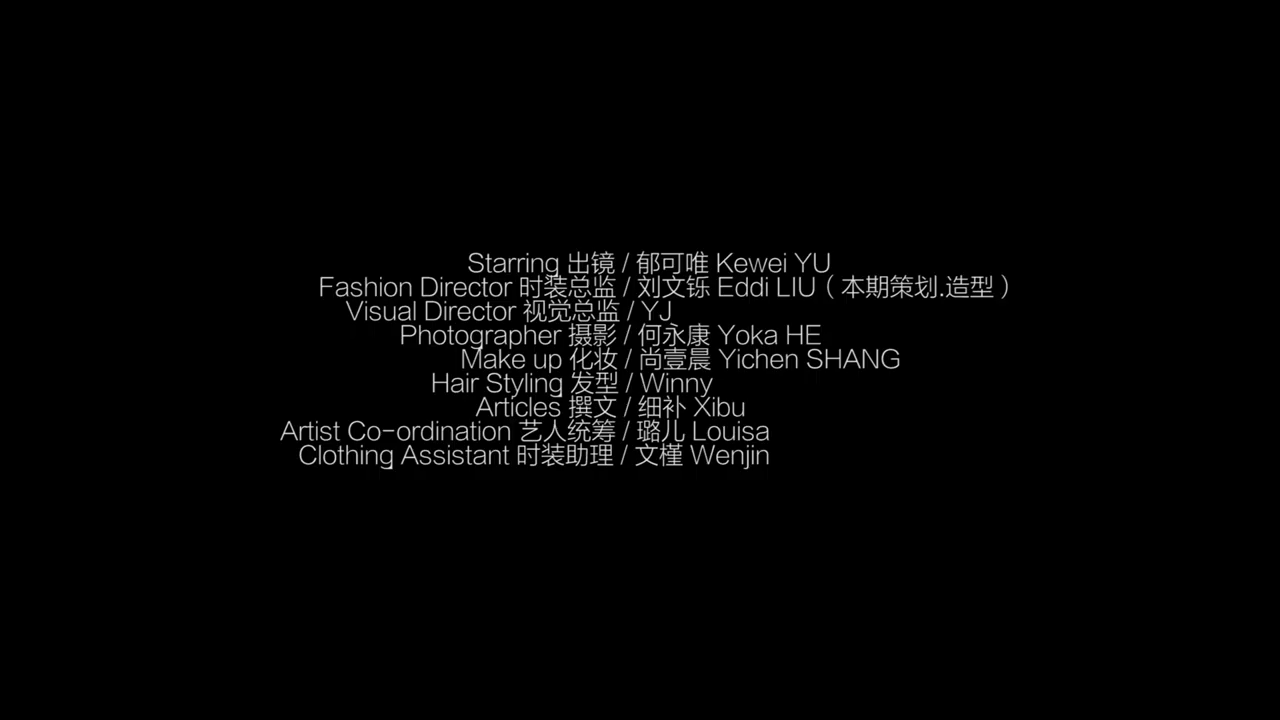 Starring 出镜 / 郁可唯 Kewei YU
Fashion Director 时装总监 / 刘文铄 Eddi LIU（本期策划.造型）
Visual Director 视觉总监 / YJ
Photographer 摄影 / 何永康 Yoka HE
Make up 化妆 / 尚壹晨 Yichen SHANG
Hair Styling 发型 / Winny
Articles 撰文 / 细补 Xibu
Artist Co-ordination 艺人统筹 / 璐儿 Louisa
Clothing Assistant 时装助理 / 文槿 Wenjin